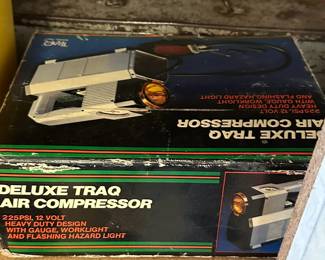 TRAQ
DELUXE TRAQ
AIR COMPRESSOR
225PSI, 12 VOLT
HEAVY DUTY DESIGN
WITH GAUGE, WORKLIGHT
AND FLASHING HAZARD LIGHT
DELUXE TRAQ
AIR COMPRESSOR
225PSI, 12 VOLT
HEAVY DUTY DESIGN
WITH GAUGE, WORKLIGHT
AND FLASHING HAZARD LIGHT